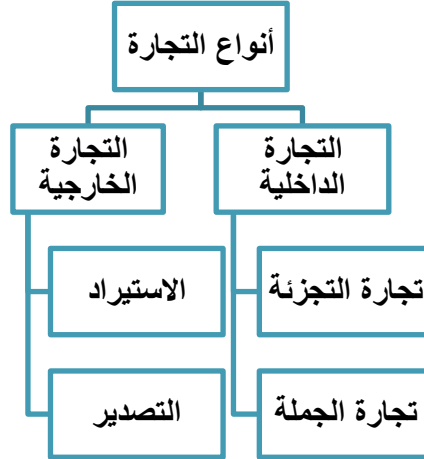 أنواع التجارة
التجارة
الداخلية
التجارة
الخارجية
تجارة التجزئة
الاستيراد
تجارة الجملة
التصدير